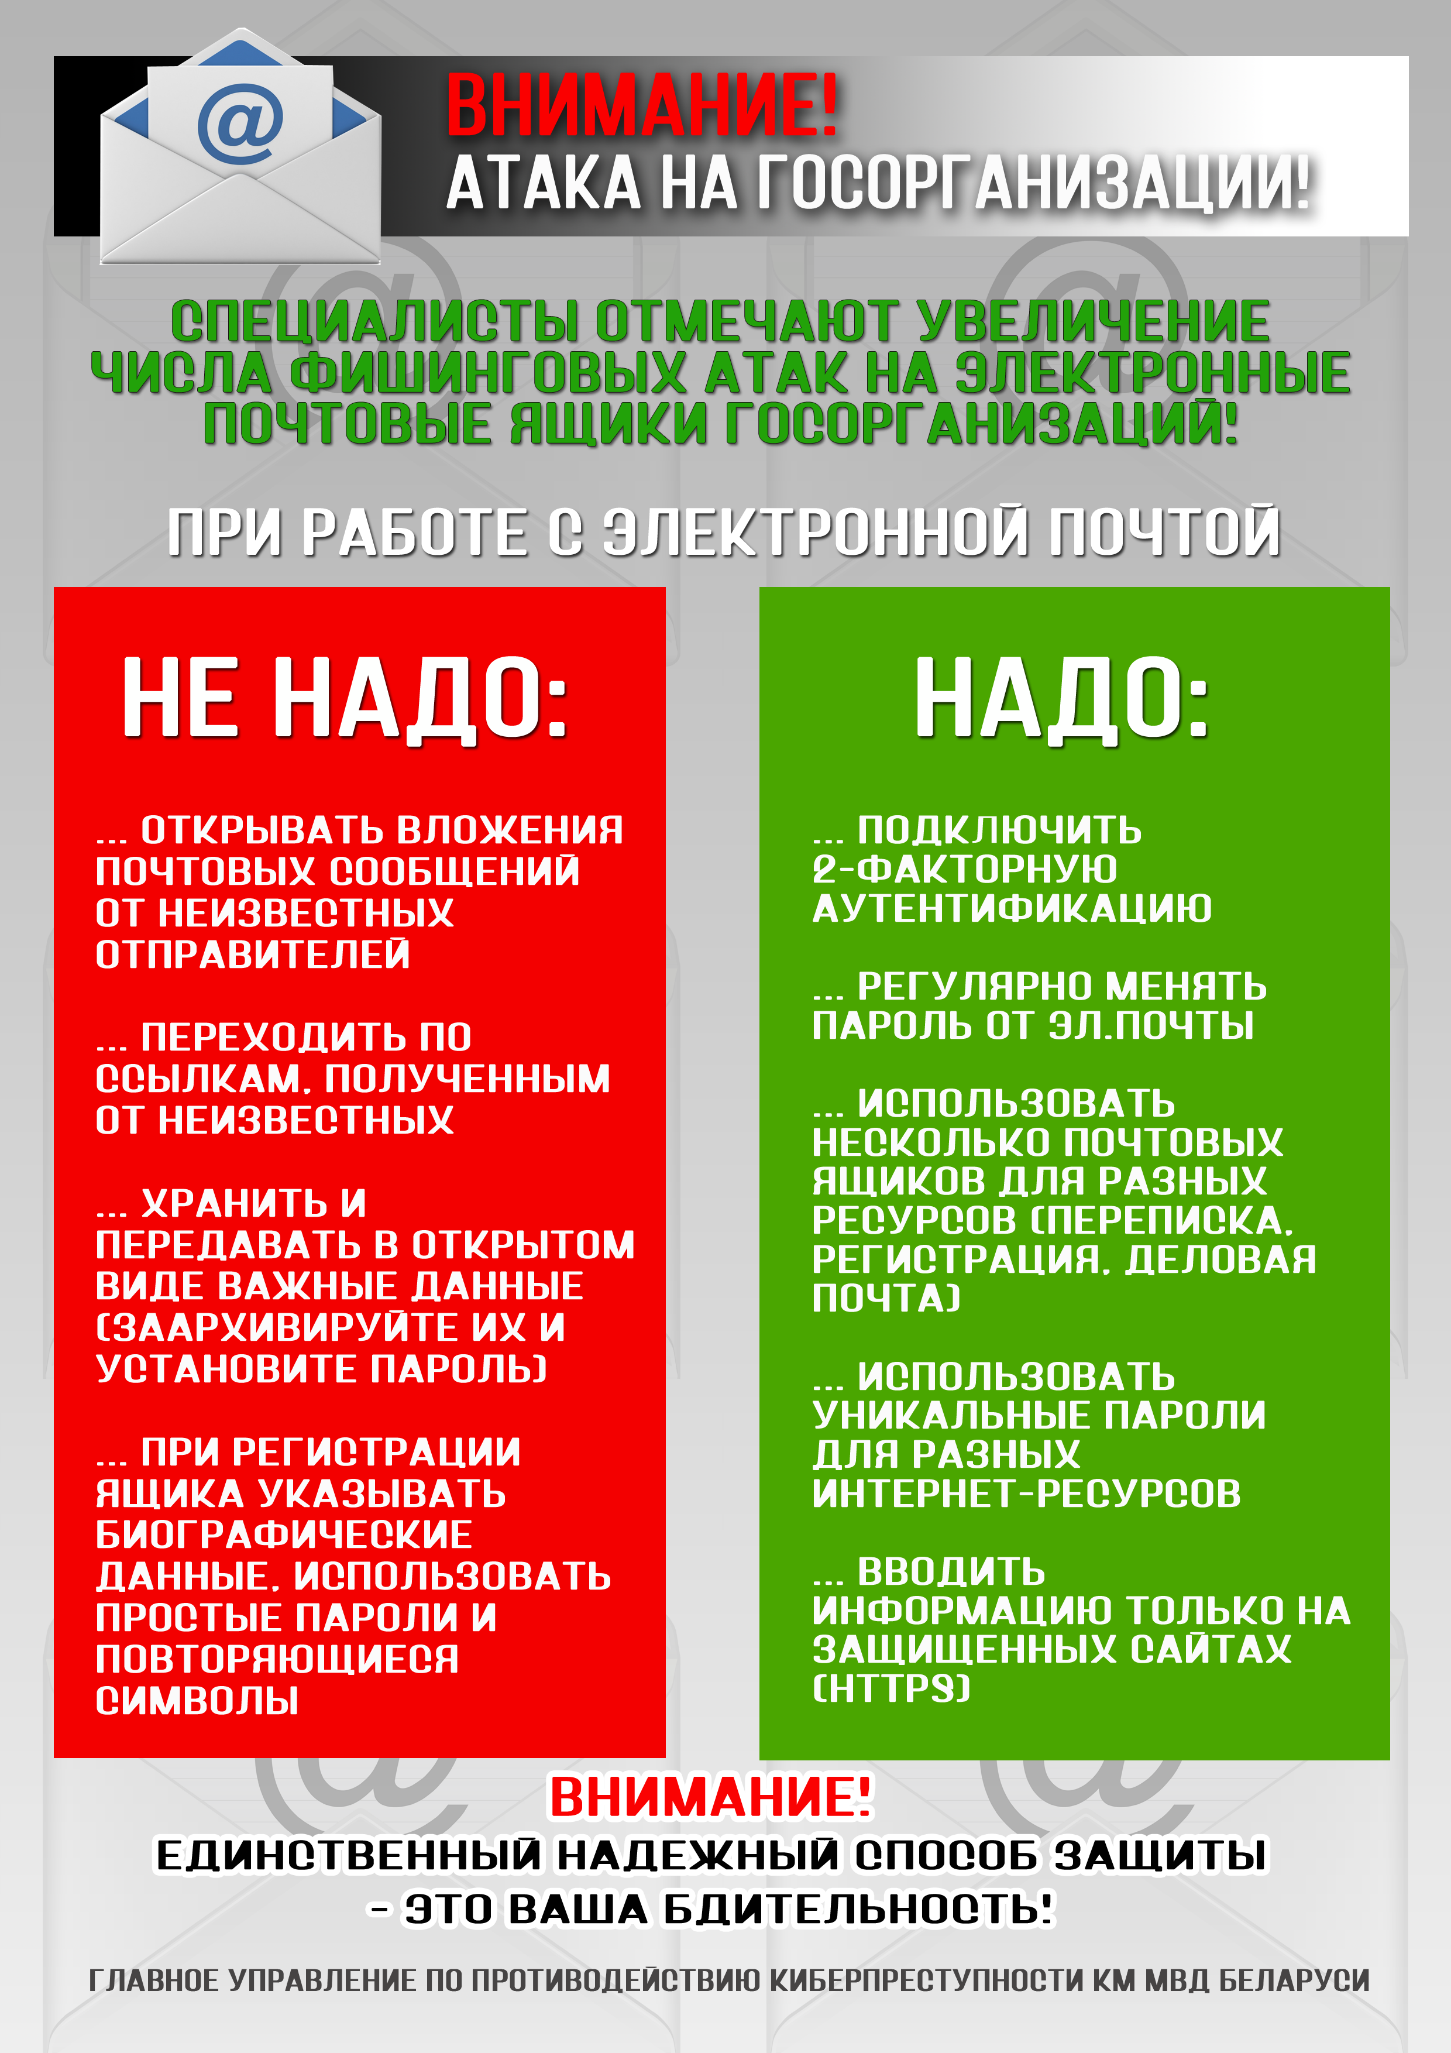 @
ВНИМАНИЕ!
АТАКА НА ГОСОРГАНИЗАЦИИ!
СПЕЦИАЛИСТЫ ОТМЕЧАЮТ УВЕЛИЧЕНИЕ
ЧИСЛА ФИШИНГОВЫХ АТАК НА ЭЛЕКТРОННЫЕ
ПОЧТОВЫЕ ЯЩИКИ ГОСОРГАНИЗАЦИЙ!
ПРИ РАБОТЕ С ЭЛЕКТРОННОЙ ПОЧТОЙ
НЕ НАДО:
... ОТКРЫВАТЬ ВЛОЖЕНИЯ
ПОЧТОВЫХ СООБЩЕНИЙ
ОТ НЕИЗВЕСТНЫХ
ОТПРАВИТЕЛЕЙ
... ПЕРЕХОДИТЬ ПО
ССЫЛКАМ, ПОЛУЧЕННЫМ
ОТ НЕИЗВЕСТНЫХ
... ХРАНИТЬ И
ПЕРЕДАВАТЬ В ОТКРЫТОМ
ВИДЕ ВАЖНЫЕ ДАННЫЕ
(ЗААРХИВИРУЙТЕ ИХ И
УСТАНОВИТЕ ПАРОЛЬ)
... ПРИ РЕГИСТРАЦИИ
ЯЩИКА УКАЗЫВАТЬ
БИОГРАФИЧЕСКИЕ
ДАННЫЕ, ИСПОЛЬЗОВАТЬ
ПРОСТЫЕ ПАРОЛИ И
ПОВТОРЯЮЩИЕСЯ
СИМВОЛЫ
НАДО:
... ПОДКЛЮЧИТЬ
2-ФАКТОРНУЮ
АУТЕНТИФИКАЦИЮ
... РЕГУЛЯРНО МЕНЯТЬ
ПАРОЛЬ ОТ ЭЛ.ПОЧТЫ
... ИСПОЛЬЗОВАТЬ
НЕСКОЛЬКО ПОЧТОВЫХ
ЯЩИКОВ ДЛЯ РАЗНЫХ
РЕСУРСОВ (ПЕРЕПИСКА,
РЕГИСТРАЦИЯ, ДЕЛОВАЯ
ПОЧТА)
... ИСПОЛЬЗОВАТЬ
УНИКАЛЬНЫЕ ПАРОЛИ
ДЛЯ РАЗНЫХ
ИНТЕРНЕТ-РЕСУРСОВ
... ВВОДИТЬ
ИНФОРМАЦИЮ ТОЛЬКО НА
ЗАЩИЩЕННЫХ САЙТАХ
(HTTPS)
ВНИМАНИЕ!
ЕДИНСТВЕННЫЙ НАДЕЖНЫЙ СПОСОБ ЗАЩИТЫ
- ЭТО ВАША БДИТЕЛЬНОСТЬ!
ГЛАВНОЕ УПРАВЛЕНИЕ ПО ПРОТИВОДЕЙСТВИЮ КИБЕРПРЕСТУПНОСТИ КМ МВД БЕЛАРУСИ